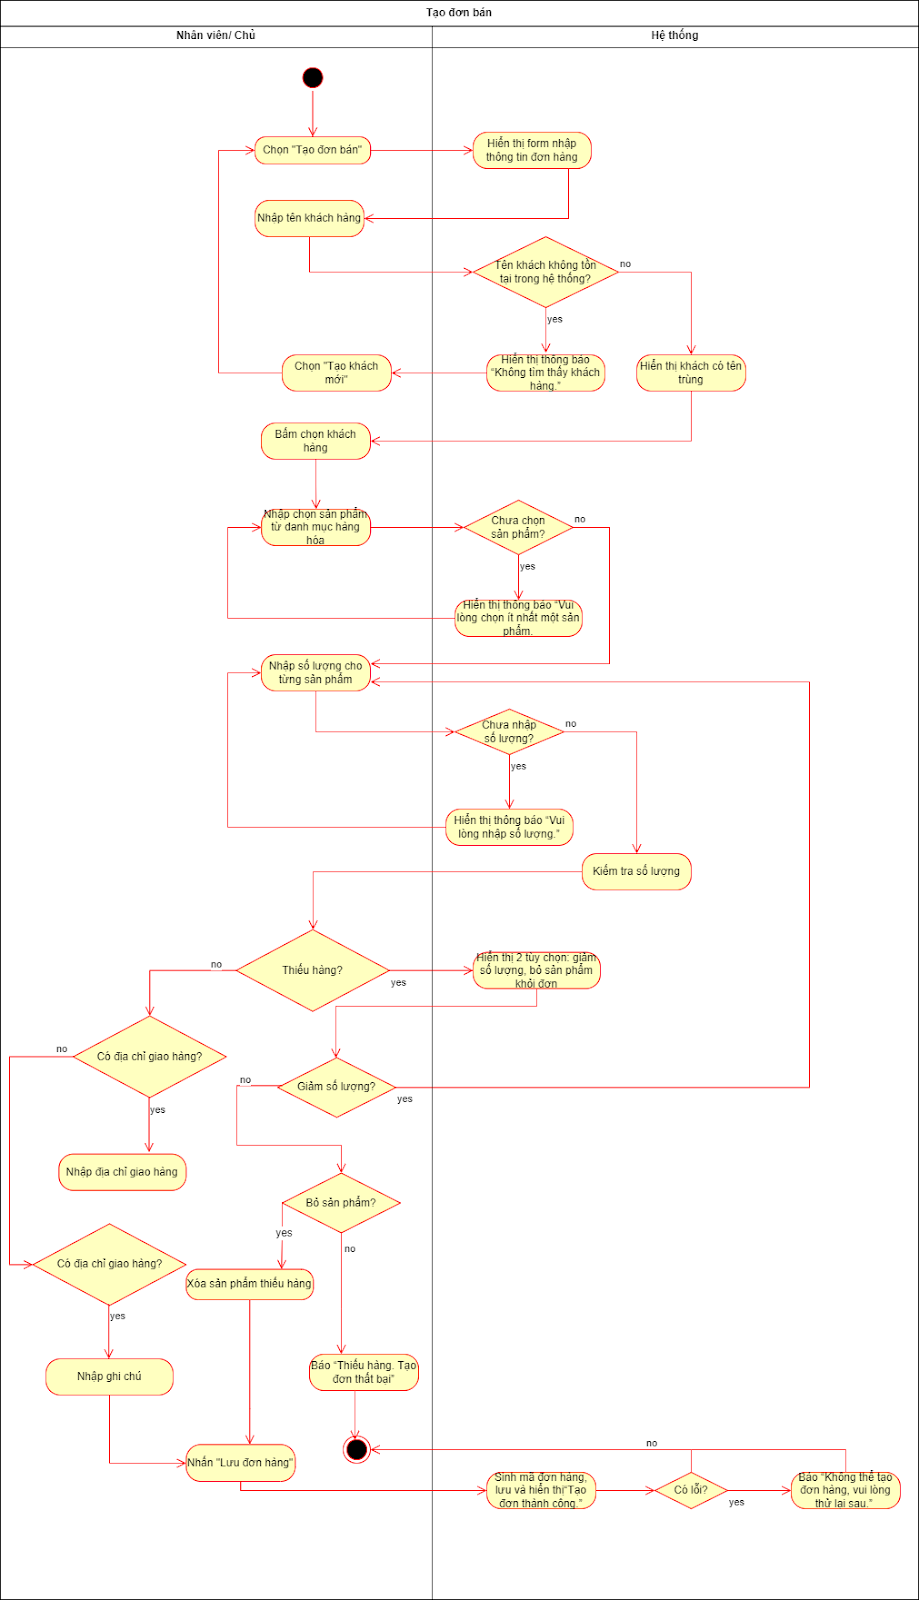 Tạo đơn bán
Nhân viên/ Chủ
Hệ thống
Chọn "Tạo đơn bán"
Hiển thị form nhập
thông tin đơn hàng
Nhập tên khách hàng
Tên khách không tồn
tại trong hệ thống?
no
yes
Chọn "Tạo khách
mới"
Hiển thị thông báo
“Không tìm thấy khách
hàng.”
Hiển thị khách có tên
trùng
Bấm chọn khách
hàng
Nhập chọn sản phẩm
từ danh mục hàng
hóa
Chưa chọn
sản phẩm?
no
yes
Hiển thị thông báo “Vui
lòng chọn ít nhất một sản
phẩm.
Nhập số lượng cho
từng sản phẩm
Chưa nhập
số lượng?
no
yes
Hiển thị thông báo “Vui
lòng nhập số lượng.”
Kiểm tra số lượng
Thiếu hàng?
no
yes
Hiển thị 2 tùy chọn: giảm
số lượng, bỏ sản phẩm
khỏi đơn
Có địa chỉ giao hàng?
no
yes
Giảm số lượng?
no
yes
Nhập địa chỉ giao hàng
Bỏ sản phẩm?
yes
no
Có địa chỉ giao hàng?
yes
Xóa sản phẩm thiếu hàng
Nhập ghi chú
Báo “Thiếu hàng. Tạo
đơn thất bại”
Nhấn "Lưu đơn hàng"
Sinh mã đơn hàng,
lưu và hiển thị“Tạo
đơn thành công.”
Có lỗi?
no
yes
Báo “Không thể tạo
đơn hàng, vui lòng
thử lại sau.”